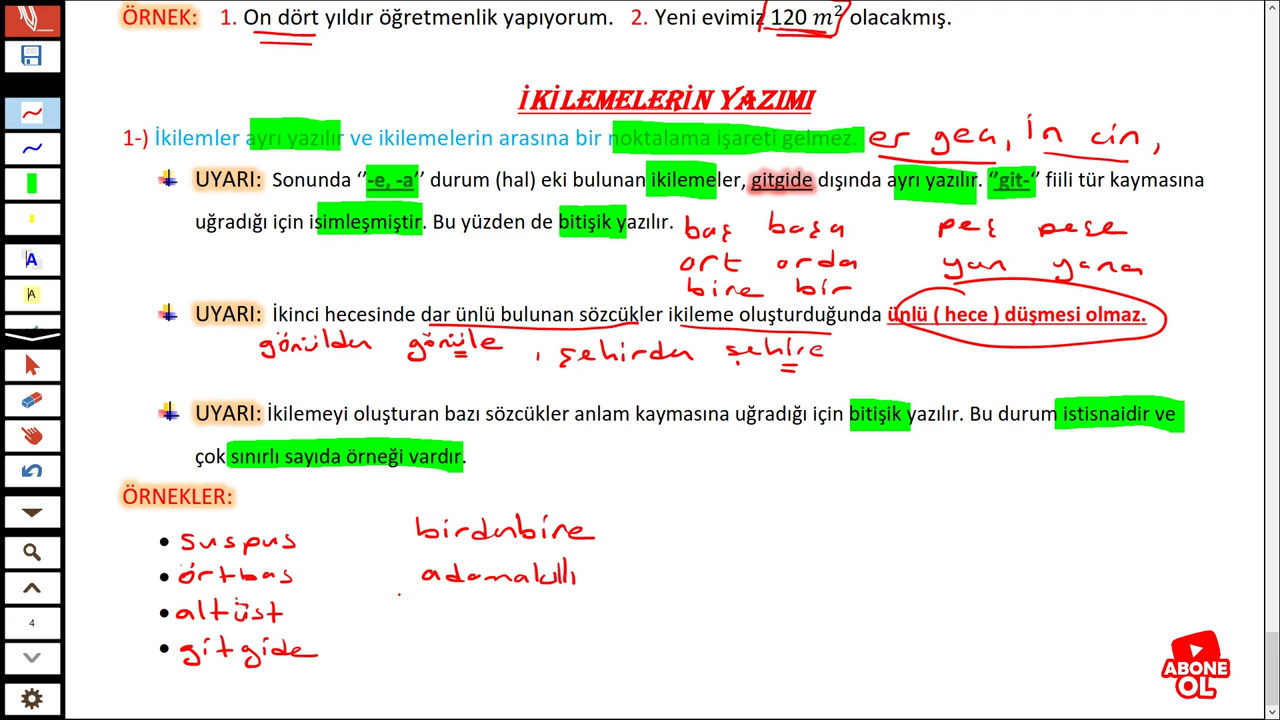 ÖRNEK: 1. On dört yıldır öğretmenlik yapıyorum. 2. Yeni evimiz 120 m² olacakmış.
İKİLEMELERİN YAZIMI
1-) İkilemler ayrı yazılır ve ikilemelerin arasına bir noktalama işareti gelmez. er geç, İn cin,
UYARI: Sonunda ‘’-e, -a’’ durum (hal) eki bulunan ikilemeler, gitgide dışında ayrı yazılır. ‘’git-‘’ fiili tür kaymasına
uğradığı için isimleşmiştir. Bu yüzden de bitişik yazılır. baş başa peş peşe
ort orda yan yana
bire bir
UYARI: İkinci hecesinde dar ünlü bulunan sözcükler ikileme oluşturduğunda ünlü ( hece ) düşmesi olmaz.
gönülden gönüle , şehirden şehire
UYARI: İkilemeyi oluşturan bazı sözcükler anlam kaymasına uğradığı için bitişik yazılır. Bu durum istisnaidir ve
çok sınırlı sayıda örneği vardır.
ÖRNEKLER:
• suspus birdenbire
• örtbas adamakıllı
• altüst
• gitgide
4
A
A
ABONE
OL